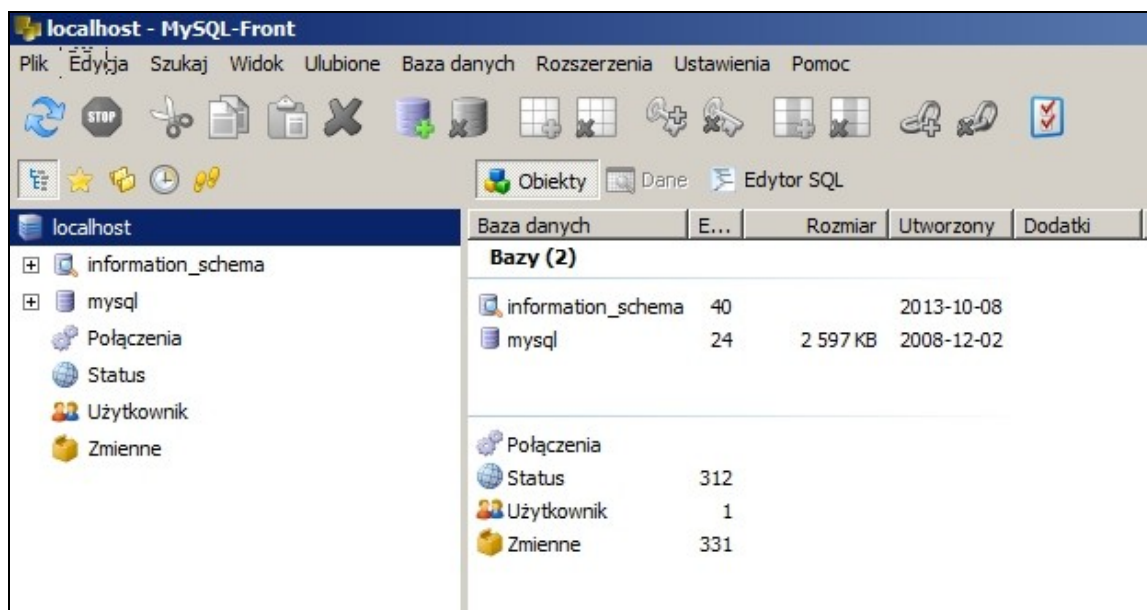 localhost - MySQL-Front
Plik Edycja Szukaj Widok Ulubione Baza danych Rozszerzenia Ustawienia Pomoc
STOP
Obiekty Dane Edytor SQL
localhost
information_schema
mysql
Połączenia
Status
Użytkownik
Zmienne
Baza danych E... Rozmiar Utworzony Dodatki
Bazy (2)
information_schema 40 2013-10-08
mysql 24 2 597 KB 2008-12-02
Połączenia
Status 312
Użytkownik 1
Zmienne 331